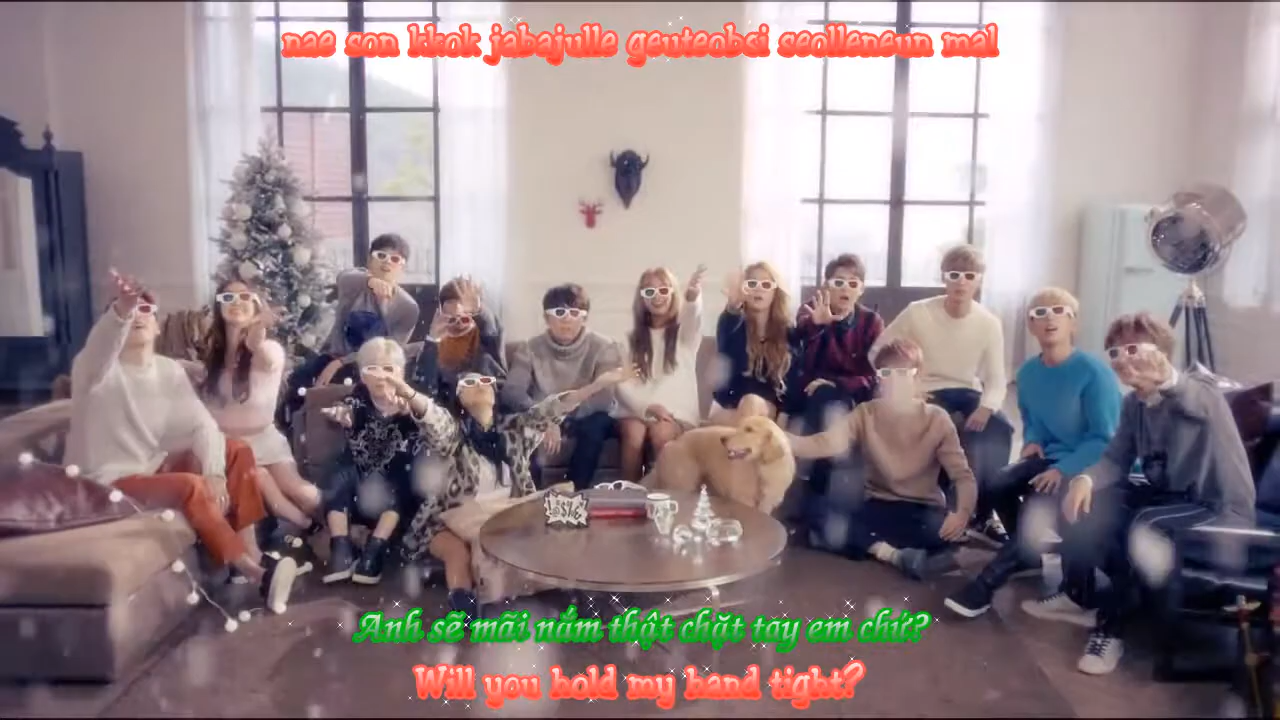 nae son kkok jabajulle geuteobsi seolleneun mal
@$%
Anh sẽ mãi nắm thật chặt tay em chứ?
Will you hold my hand tight?